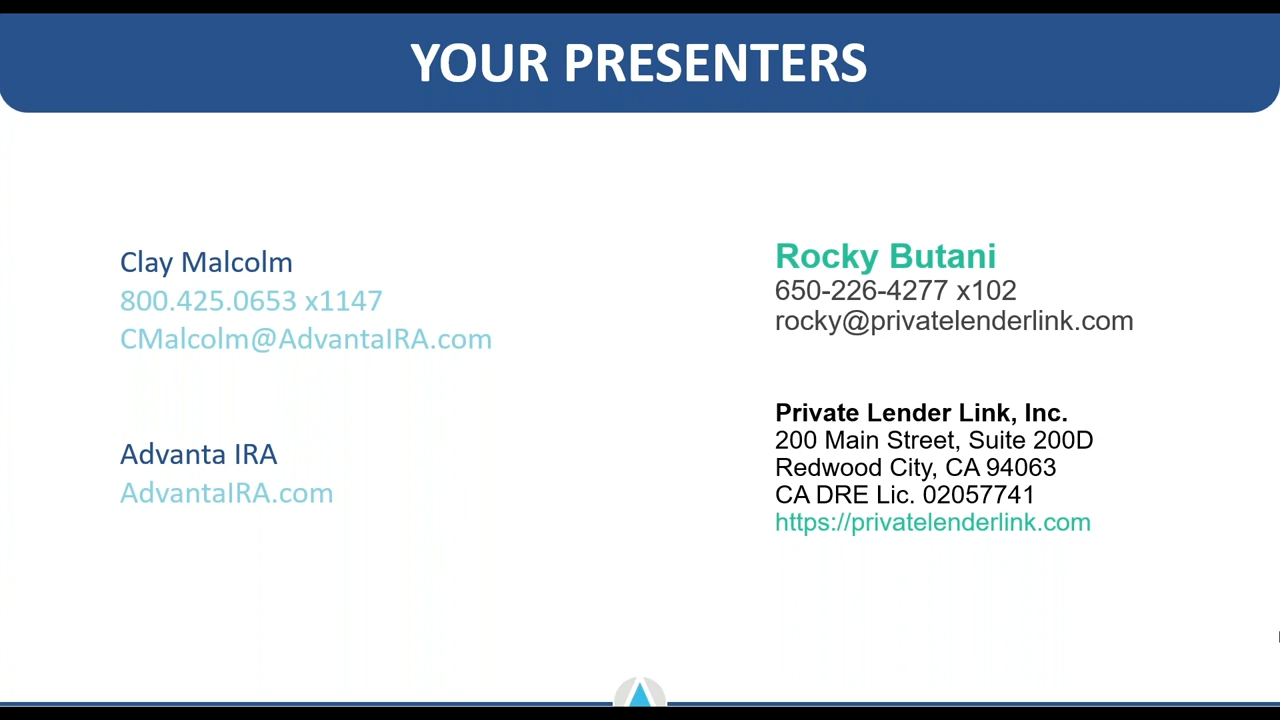 YOUR PRESENTERS
Clay Malcolm
800.425.0653 x1147
CMalcolm@AdvantaIRA.com
Advanta IRA
AdvantaIRA.com
Rocky Butani
650-226-4277 x102
rocky@privatelenderlink.com
Private Lender Link, Inc.
200 Main Street, Suite 200D
Redwood City, CA 94063
CA DRE Lic. 02057741
https://privatelenderlink.com